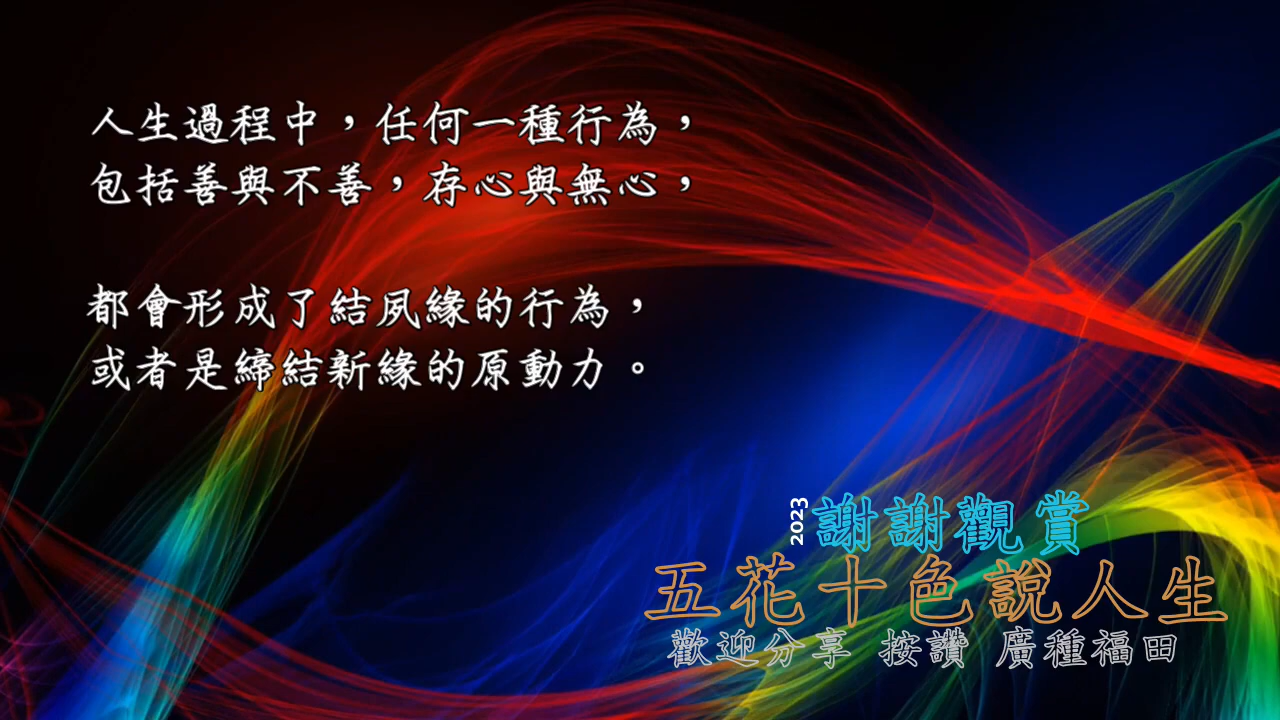 人生過程中，任何一種行為，
包括善與不善，存心與無心，
都會形成了結夙緣的行為，
或者是締結新緣的原動力。
2023 謝謝觀賞
五花十色說人生
歡迎分享 按讚 廣種福田